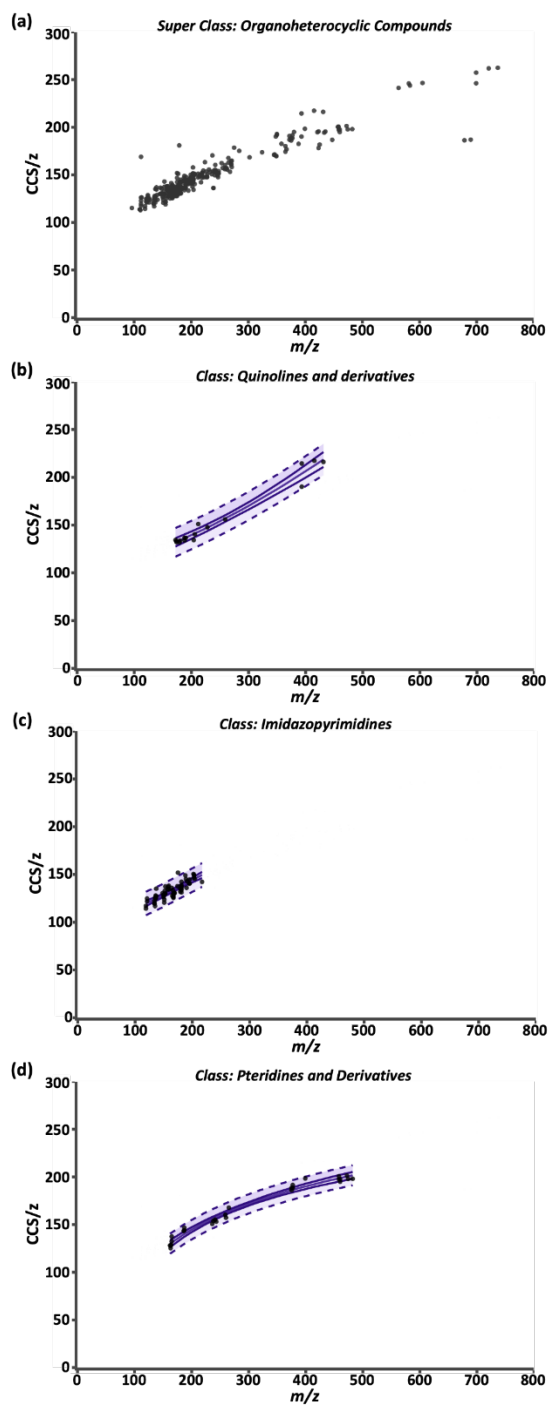 (a)
Super Class: Organoheterocyclic Compounds
300
250
200
150
100
50
0
CCS/z
0 100 200 300 400 500 600 700 800
m/z
(b)
Class: Quinolines and derivatives
300
250
200
150
100
50
0
CCS/z
0 100 200 300 400 500 600 700 800
m/z
(c)
Class: Imidazopyrimidines
300
250
200
150
100
50
0
CCS/z
0 100 200 300 400 500 600 700 800
m/z
(d)
Class: Pteridines and Derivatives
300
250
200
150
100
50
0
CCS/z
0 100 200 300 400 500 600 700 800
m/z